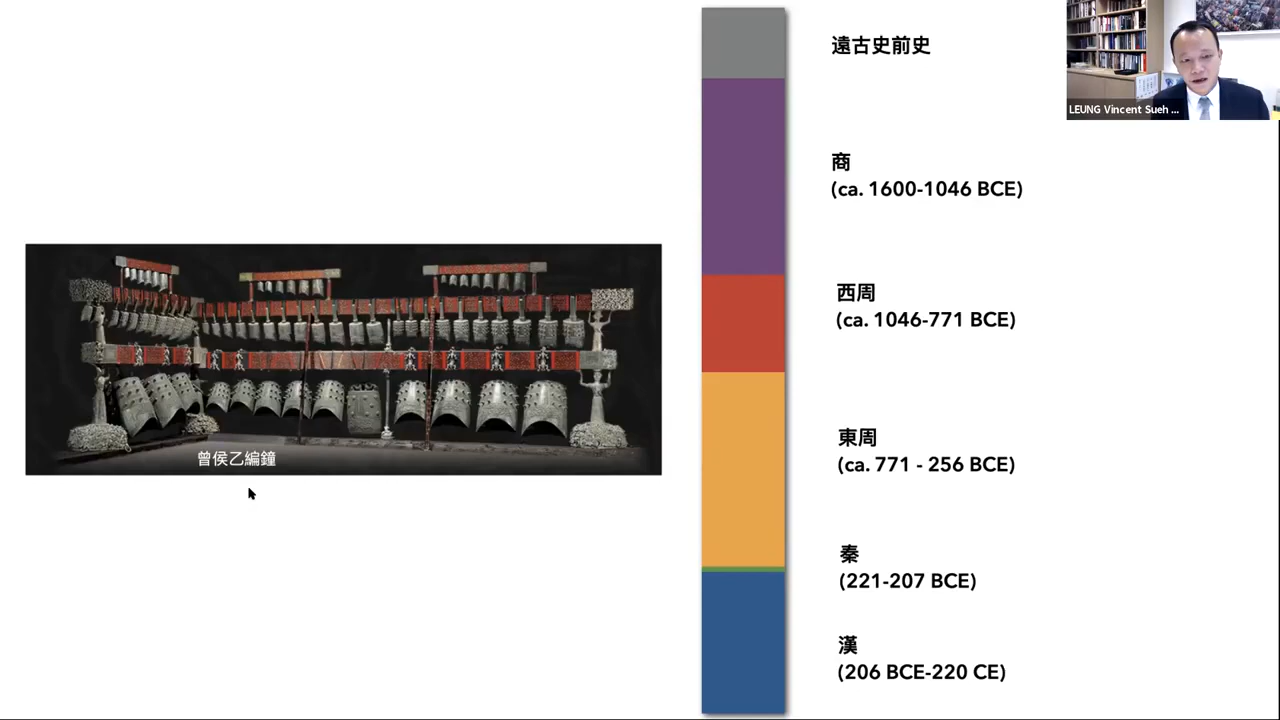 遠古史前史
LEUNG Vincent Sueh ...
商
(ca. 1600-1046 BCE)
西周
(ca. 1046-771 BCE)
東周
(ca. 771 - 256 BCE)
曾侯乙編鐘
秦
(221-207 BCE)
漢
(206 BCE-220 CE)